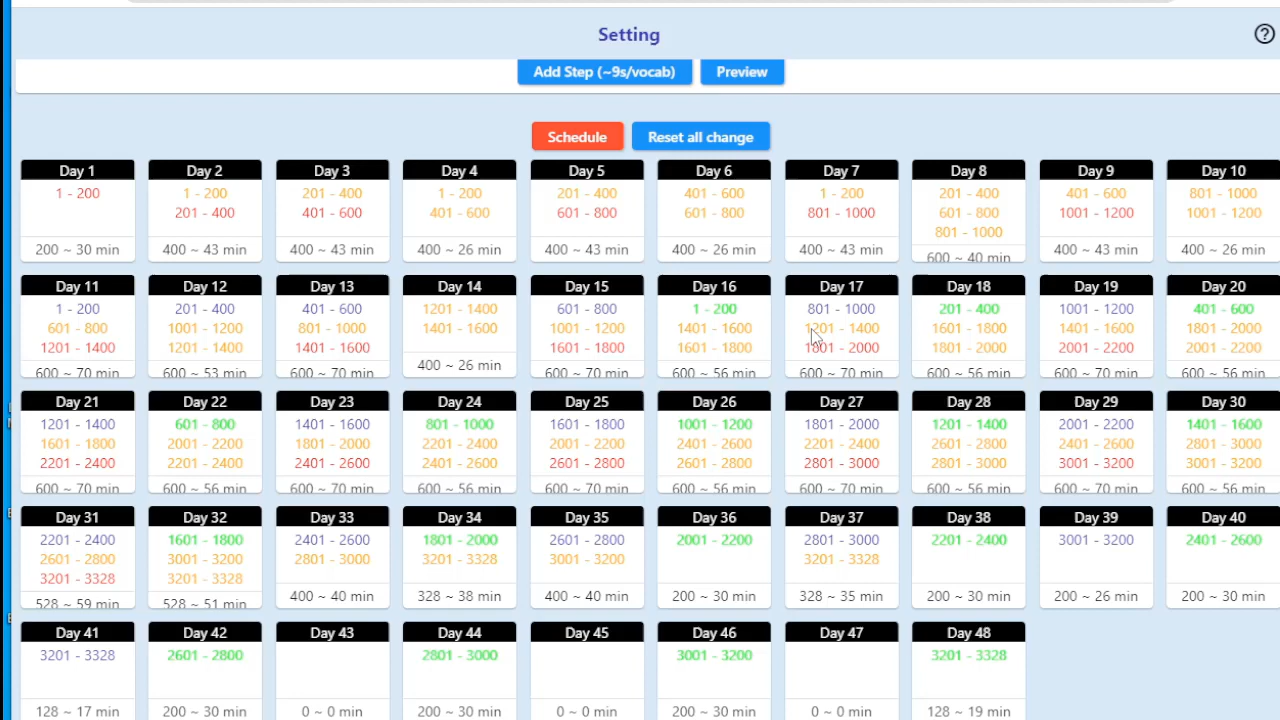 Setting
Add Step (~9s/vocab) Preview
Schedule Reset all change
Day 1 Day 2 Day 3 Day 4 Day 5 Day 6 Day 7 Day 8 Day 9 Day 10
1 - 200 1 - 200 201 - 400 1 - 200 201 - 400 401 - 600 1 - 200 201 - 400 401 - 600 801 - 1000
201 - 400 401 - 600 401 - 600 601 - 800 601 - 800 801 - 1000 601 - 800 1001 - 1200 1001 - 1200
801 - 1000
200 ~ 30 min 400 ~ 43 min 400 ~ 43 min 400 ~ 26 min 400 ~ 43 min 400 ~ 26 min 400 ~ 43 min 600 ~ 40 min 400 ~ 43 min 400 ~ 26 min
Day 11 Day 12 Day 13 Day 14 Day 15 Day 16 Day 17 Day 18 Day 19 Day 20
1 - 200 201 - 400 401 - 600 1201 - 1400 601 - 800 1 - 200 801 - 1000 201 - 400 1001 - 1200 401 - 600
601 - 800 1001 - 1200 801 - 1000 1401 - 1600 1001 - 1200 1401 - 1600 1201 - 1400 1601 - 1800 1401 - 1600 1801 - 2000
1201 - 1400 1201 - 1400 1401 - 1600 1601 - 1800 1601 - 1800 1801 - 2000 1801 - 2000 2001 - 2200 2001 - 2200
600 ~ 70 min 600 ~ 53 min 600 ~ 70 min 400 ~ 26 min 600 ~ 70 min 600 ~ 56 min 600 ~ 70 min 600 ~ 56 min 600 ~ 70 min 600 ~ 56 min
Day 21 Day 22 Day 23 Day 24 Day 25 Day 26 Day 27 Day 28 Day 29 Day 30
1201 - 1400 601 - 800 1401 - 1600 801 - 1000 1601 - 1800 1001 - 1200 1801 - 2000 1201 - 1400 2001 - 2200 1401 - 1600
1601 - 1800 2001 - 2200 1801 - 2000 2201 - 2400 2001 - 2200 2401 - 2600 2201 - 2400 2601 - 2800 2401 - 2600 2801 - 3000
2201 - 2400 2201 - 2400 2401 - 2600 2401 - 2600 2601 - 2800 2601 - 2800 2801 - 3000 2801 - 3000 3001 - 3200 3001 - 3200
600 ~ 70 min 600 ~ 56 min 600 ~ 70 min 600 ~ 56 min 600 ~ 70 min 600 ~ 56 min 600 ~ 70 min 600 ~ 56 min 600 ~ 70 min 600 ~ 56 min
Day 31 Day 32 Day 33 Day 34 Day 35 Day 36 Day 37 Day 38 Day 39 Day 40
2201 - 2400 1601 - 1800 2401 - 2600 1801 - 2000 2601 - 2800 2001 - 2200 2801 - 3000 2201 - 2400 3001 - 3200 2401 - 2600
2601 - 2800 3001 - 3200 2801 - 3000 3201 - 3328 3001 - 3200 3201 - 3328
3201 - 3328 3201 - 3328
528 ~ 59 min 528 ~ 51 min 400 ~ 40 min 328 ~ 38 min 400 ~ 40 min 200 ~ 30 min 328 ~ 35 min 200 ~ 30 min 200 ~ 26 min 200 ~ 30 min
Day 41 Day 42 Day 43 Day 44 Day 45 Day 46 Day 47 Day 48
3201 - 3328 2601 - 2800 2801 - 3000 3001 - 3200 3201 - 3328
128 ~ 17 min 200 ~ 30 min 0 ~ 0 min 200 ~ 30 min 0 ~ 0 min 200 ~ 30 min 0 ~ 0 min 128 ~ 19 min